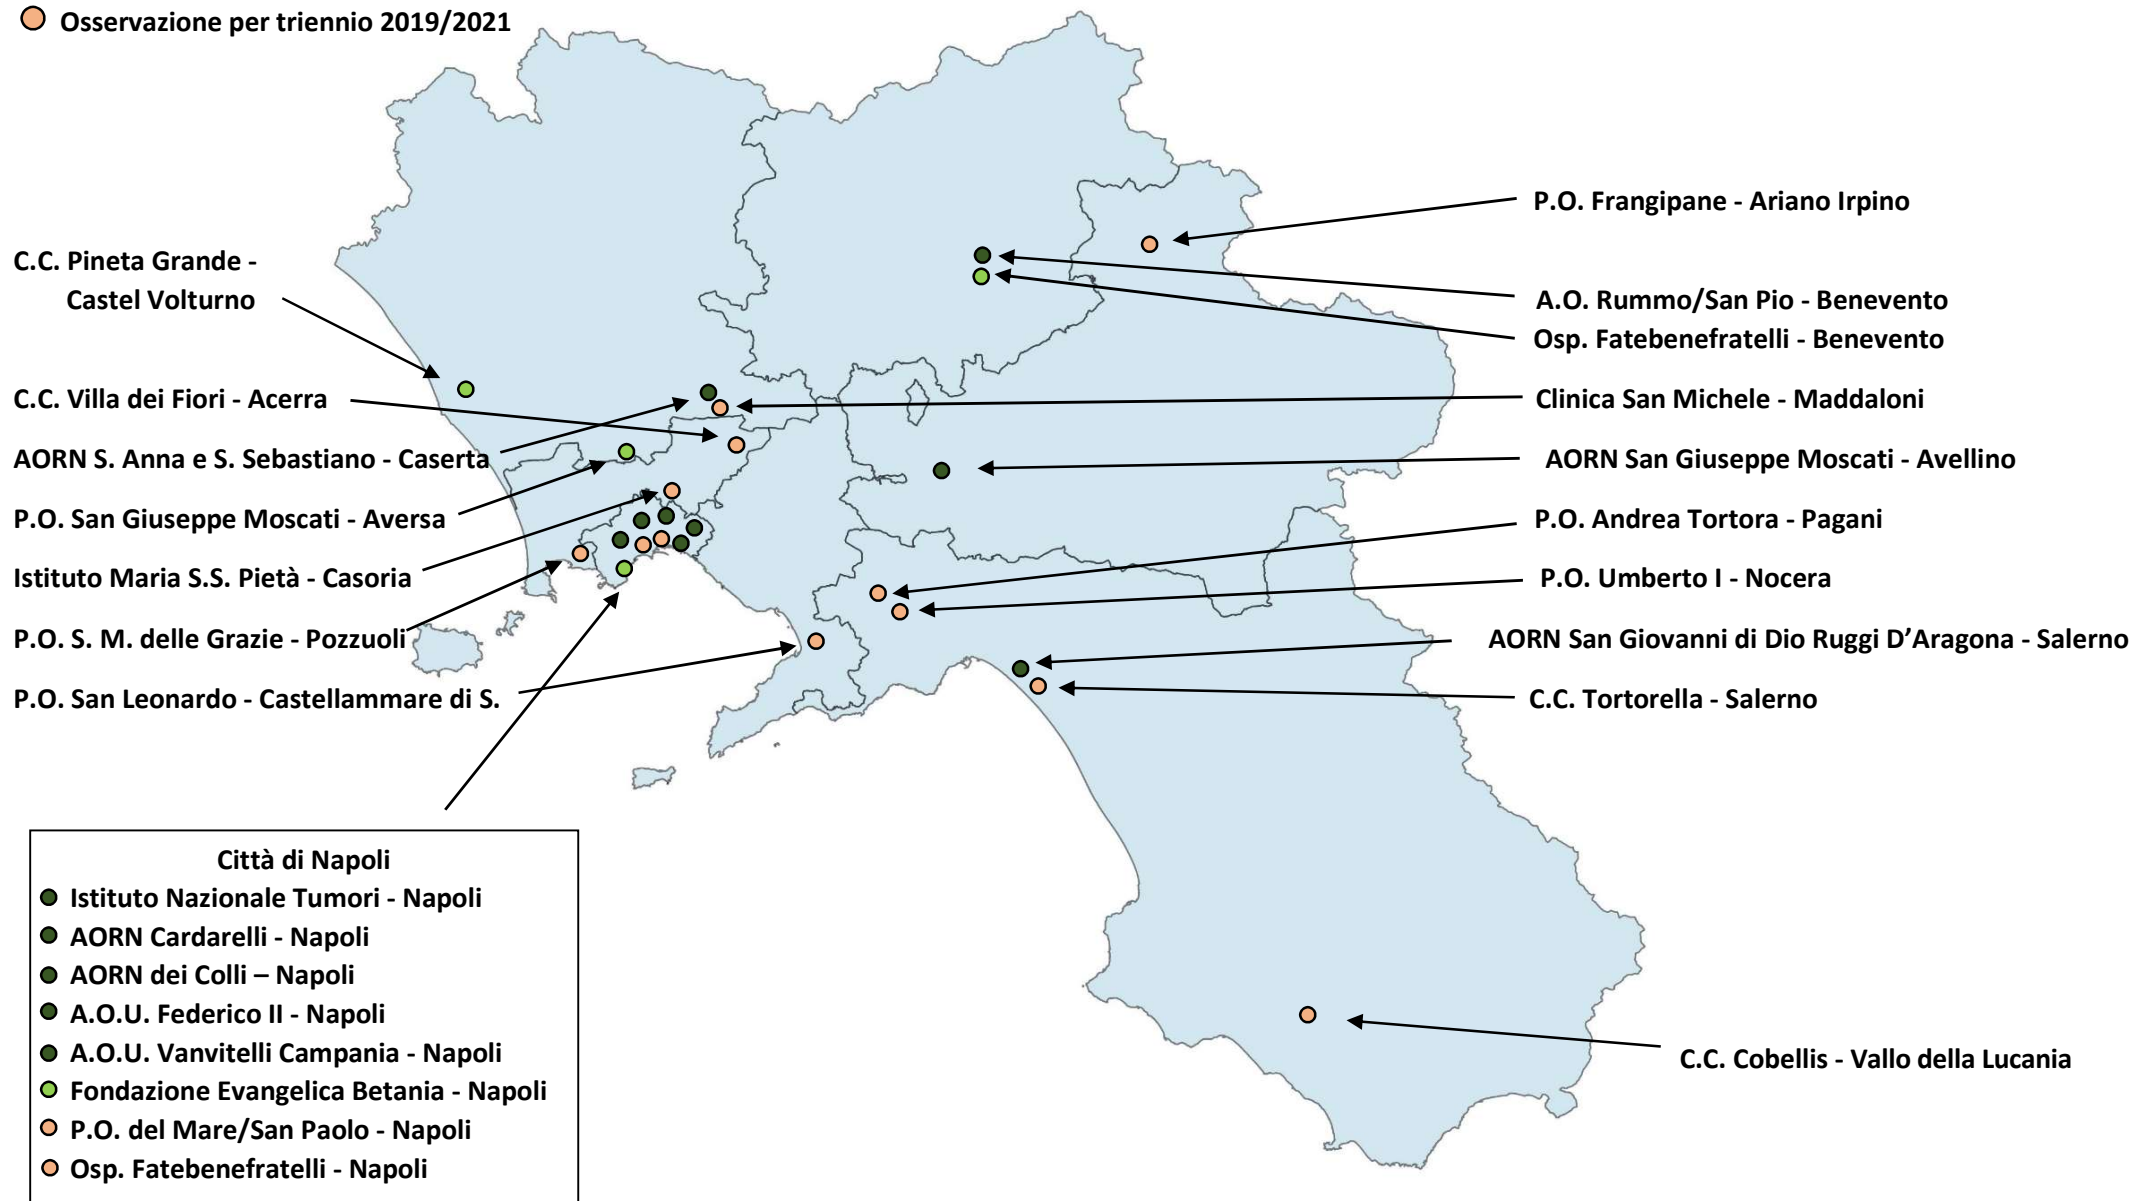 Osservazione per triennio 2019/2021
C.C. Pineta Grande -
Castel Volturno
C.C. Villa dei Fiori - Acerra
AORN S. Anna e S. Sebastiano - Caserta
P.O. San Giuseppe Moscati - Aversa
Istituto Maria S.S. Pietà - Casoria
P.O. S. M. delle Grazie - Pozzuoli
P.O. San Leonardo - Castellammare di S.
P.O. Frangipane - Ariano Irpino
A.O. Rummo/San Pio - Benevento
Osp. Fatebenefratelli - Benevento
Clinica San Michele - Maddaloni
AORN San Giuseppe Moscati - Avellino
P.O. Andrea Tortora - Pagani
P.O. Umberto I - Nocera
AORN San Giovanni di Dio Ruggi D’Aragona - Salerno
C.C. Tortorella - Salerno
C.C. Cobellis - Vallo della Lucania
Città di Napoli
Istituto Nazionale Tumori - Napoli
AORN Cardarelli - Napoli
AORN dei Colli – Napoli
A.O.U. Federico II - Napoli
A.O.U. Vanvitelli Campania - Napoli
Fondazione Evangelica Betania - Napoli
P.O. del Mare/San Paolo - Napoli
Osp. Fatebenefratelli - Napoli